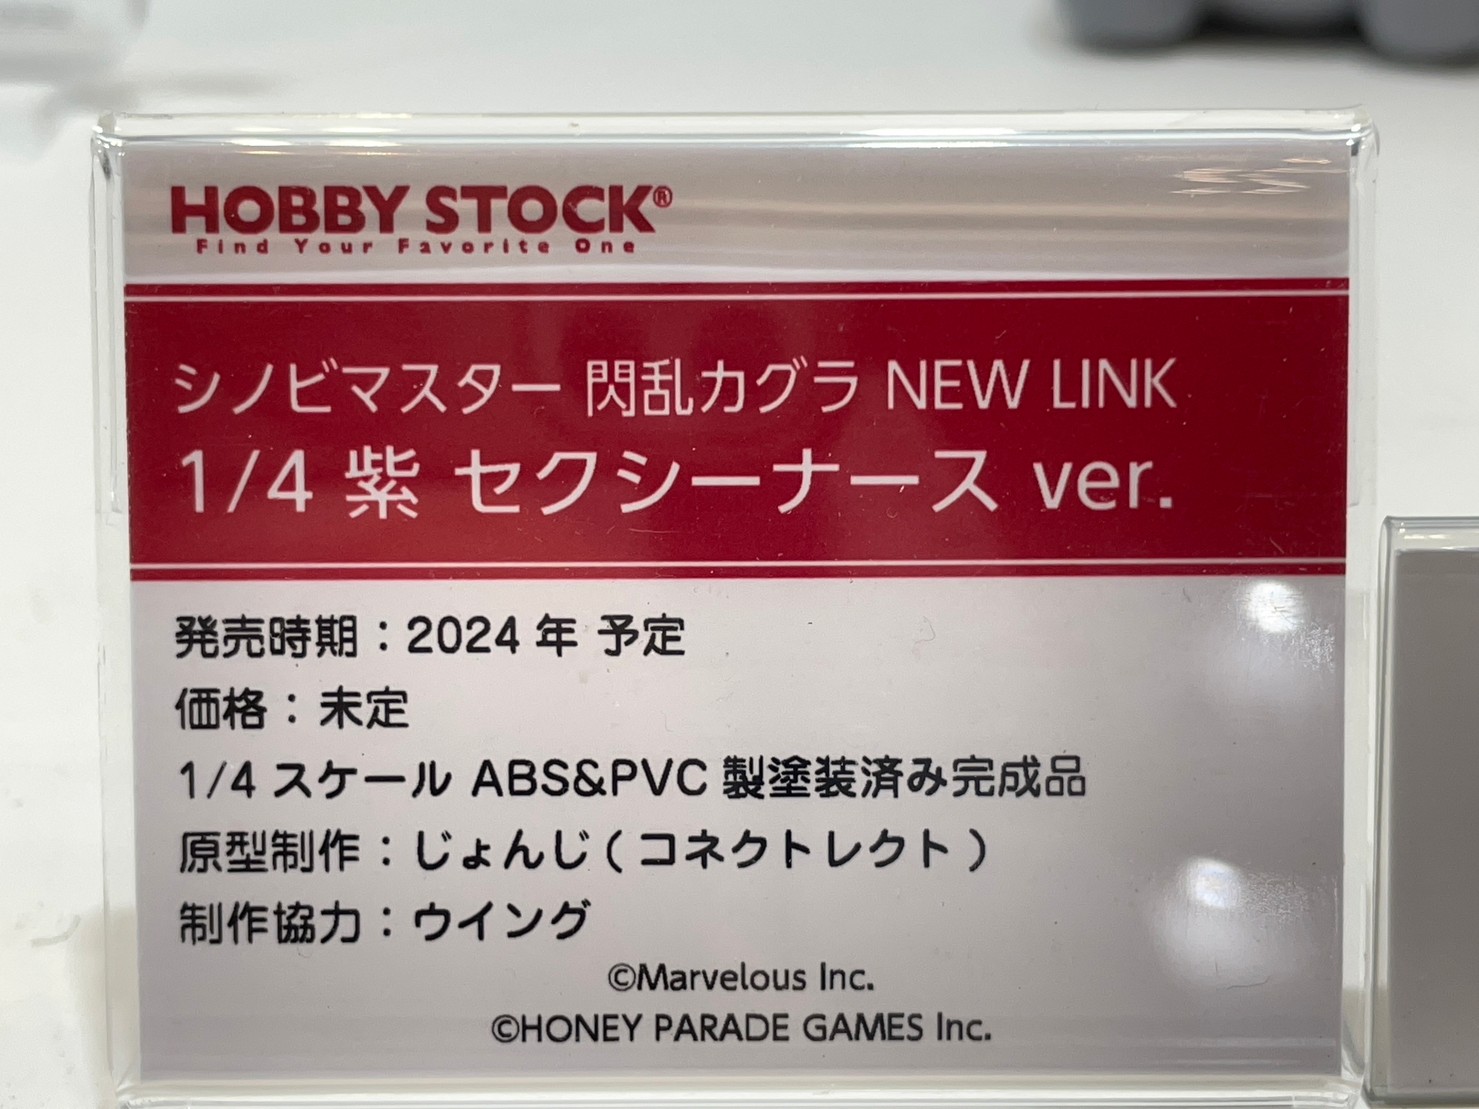 HOBBY STOCK®
Find Your Favorite One
シノビマスター 閃乱カグラ NEW LINK
1/4 紫 セクシーナース ver.
発売時期：2024 年 予定
価格：未定
1/4 スケール ABS&PVC 製塗装済み完成品
原型制作：じょんじ ( コネクトレクト )
制作協力：ウイング
©Marvelous Inc.
©HONEY PARADE GAMES Inc.